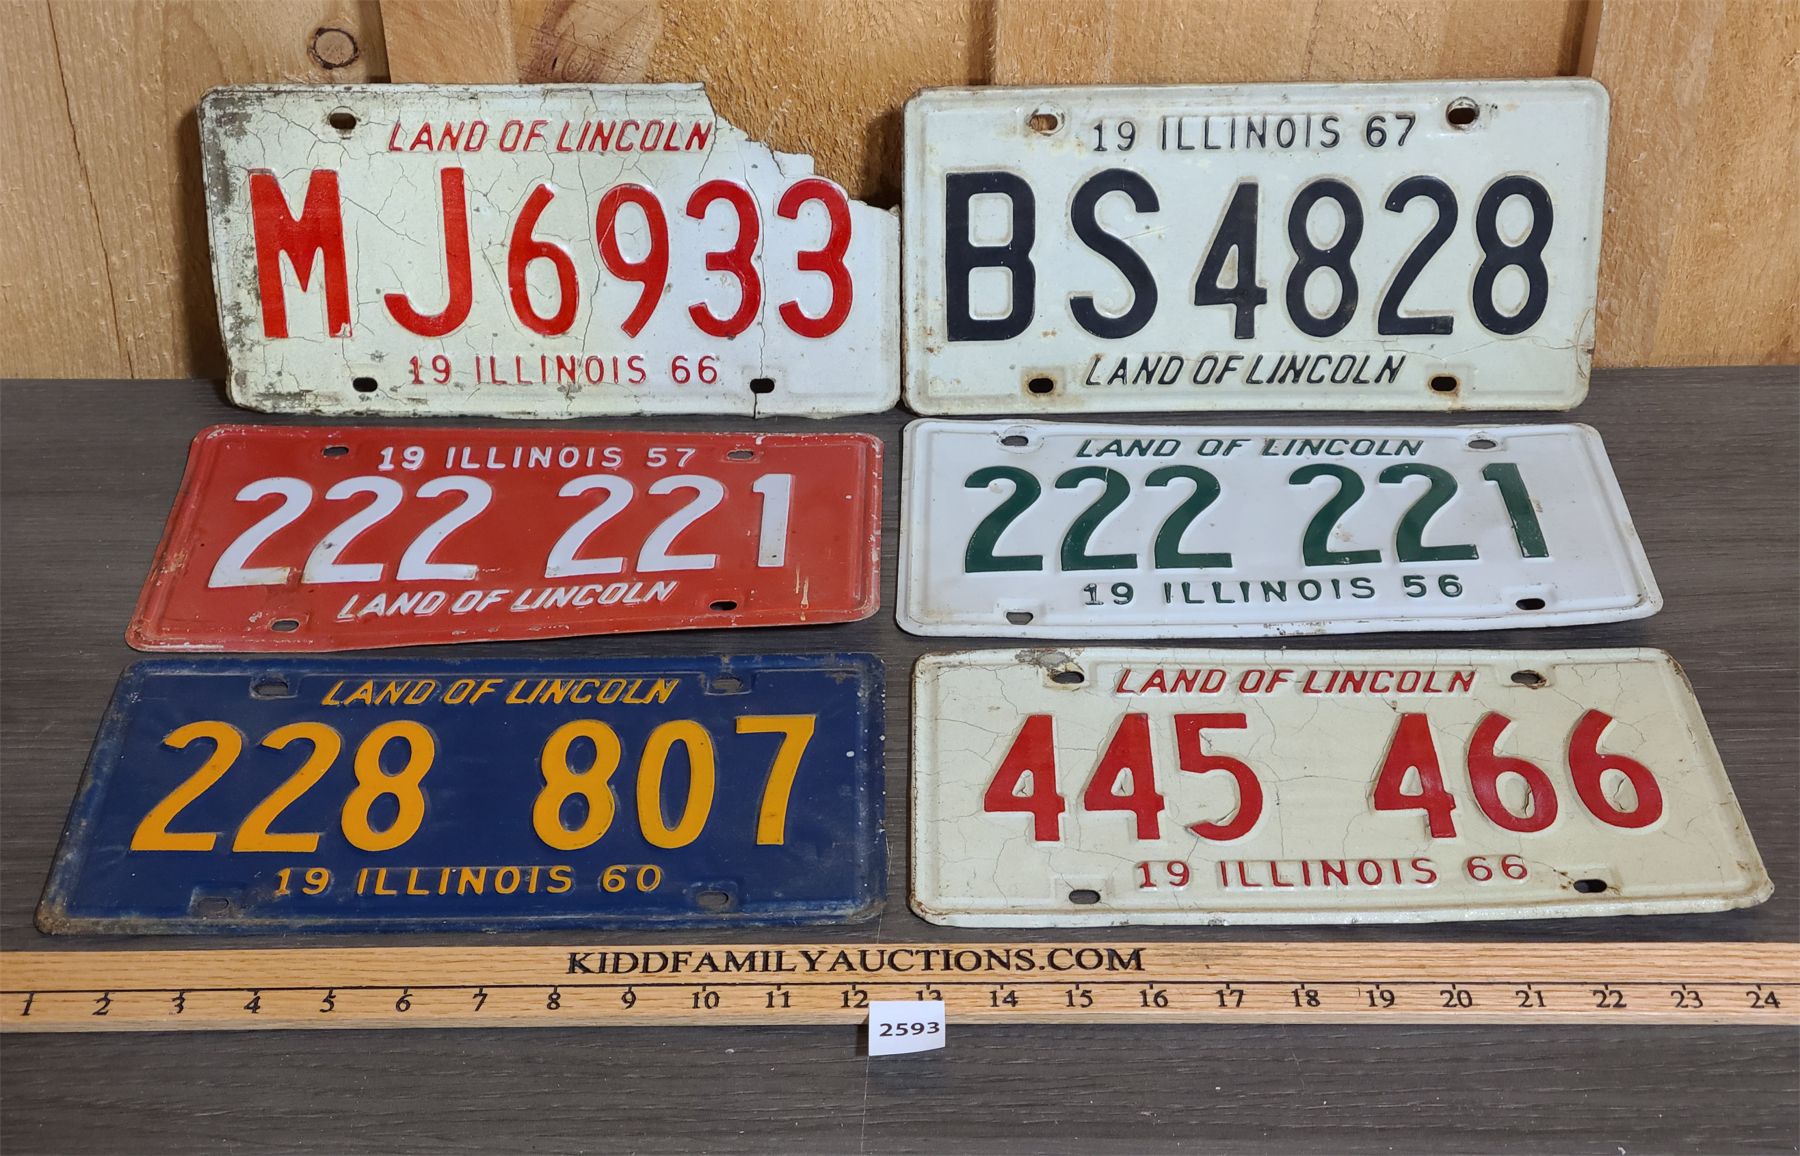 LAND OF LINCOLN
MJ6933
19 ILLINOIS 66
19 ILLINOIS 67
BS4828
LAND OF LINCOLN
19 ILLINOIS 57
222 221
LAND OF LINCOLN
LAND OF LINCOLN
222 221
19 ILLINOIS 56
LAND OF LINCOLN
228 807
19 ILLINOIS 60
LAND OF LINCOLN
445 466
19 ILLINOIS 66
KIDDFAMILYAUCTIONS.COM
1 2 3 4 5 6 7 8 9 10 11 12 13 14 15 16 17 18 19 20 21 22 23 24
2593